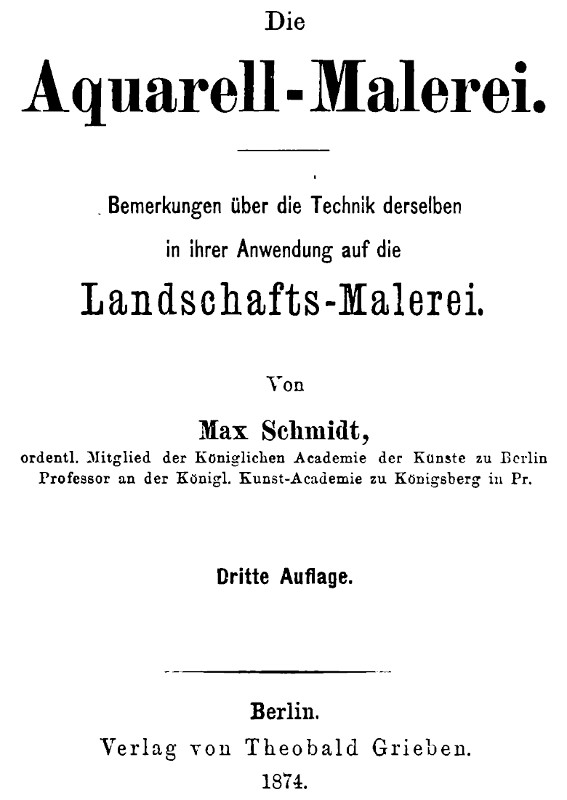 Die
Aquarell-Malerei.
Bemerkungen über die Technik derselben
in ihrer Anwendung auf die
Landschafts-Malerei.
Von
Max Schmidt,
ordentl. Mitglied der Königlichen Academie der Künste zu Berlin
Professor an der Königl. Kunst-Academie zu Königsberg in Pr.
Dritte Auflage.
Berlin.
Verlag von Theobald Grieben.
1874.